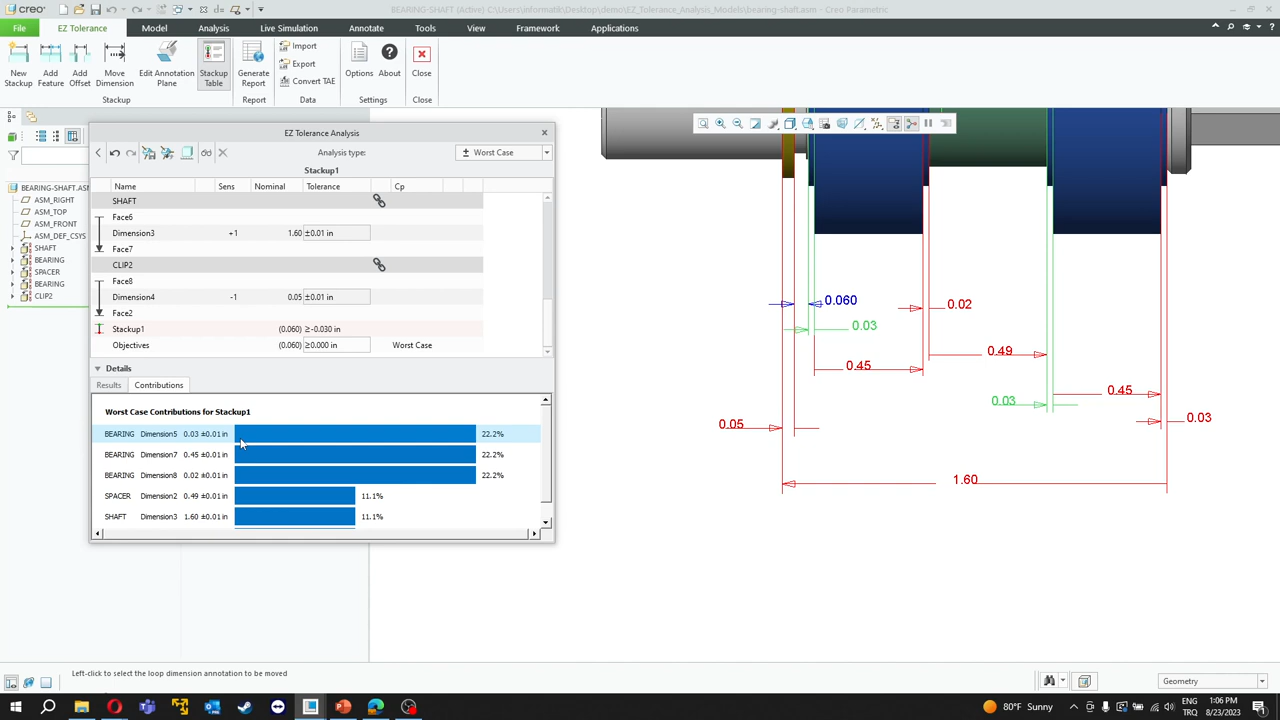 creo
BEARING-SHAFT (Active) C:\Users\informatik\Desktop\demo\EZ_Tolerance_Analysis_Models\bearing-shaft.asm - Creo Parametric
File
EZ Tolerance
Model
Analysis
Live Simulation
Annotate
Tools
View
Framework
Applications
New Stackup
Add Feature
Add Offset
Move Dimension
Edit Annotation Plane
Stackup Table
Generate Report
Import
Export
Convert TAE
Options
About
Close
Stackup
Report
Data
Settings
Close
EZ Tolerance Analysis
Analysis type:
± Worst Case
Stackup1
Name Sens Nominal Tolerance Cp
SHAFT
Face6
Dimension3 +1 1.60 ±0.01 in
Face7
CLIP2
Face8
Dimension4 -1 0.05 ±0.01 in
Face2
Stackup1 (0.060) ≥-0.030 in
Objectives (0.060) ≥0.000 in Worst Case
Details
Results
Contributions
Worst Case Contributions for Stackup1
BEARING Dimension5 0.03 ±0.01 in 22.2%
BEARING Dimension7 0.45 ±0.01 in 22.2%
BEARING Dimension8 0.02 ±0.01 in 22.2%
SPACER Dimension2 0.49 ±0.01 in 11.1%
SHAFT Dimension3 1.60 ±0.01 in 11.1%
BEARING-SHAFT.ASM
ASM_RIGHT
ASM_TOP
ASM_FRONT
ASM_DEF_CSYS
SHAFT
BEARING
SPACER
BEARING
CLIP2
0.060
0.02
0.03
0.49
0.45
0.45
0.03
0.05
0.03
1.60
Left-click to select the loop dimension annotation to be moved
Geometry
80°F Sunny
ENG
TRQ
1:06 PM
8/23/2023